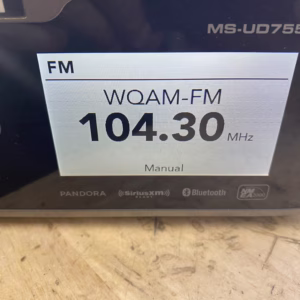 MS-UD755
FM
WQAM-FM
104.30 MHz
Manual
PANDORA SiriusXM Bluetooth